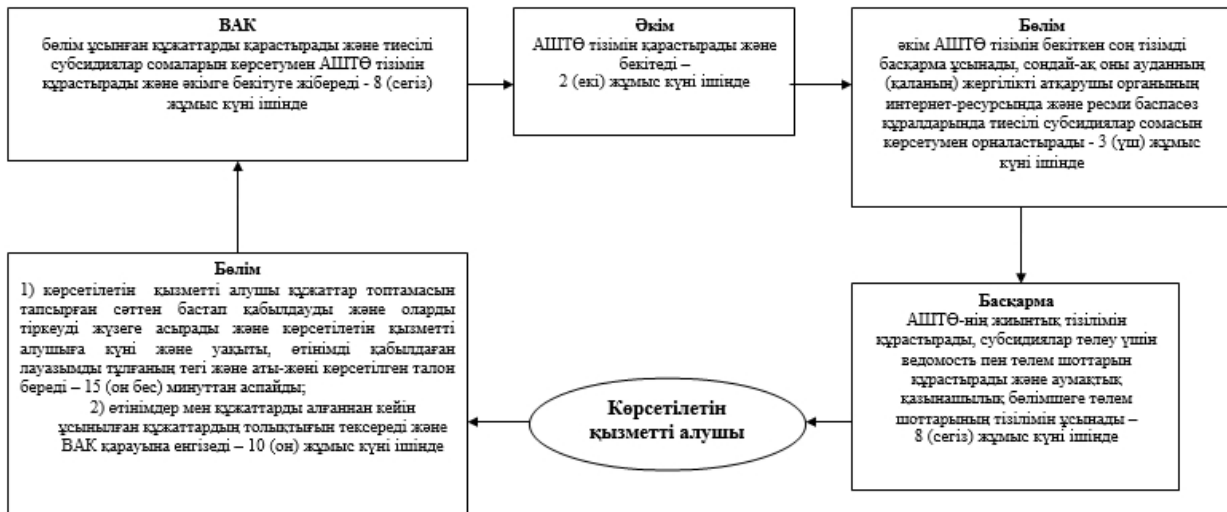 ВАК
бөлім ұсынған құжаттарды қарастырады және тиесілі
субсидиялар сомаларын көрсетумен АШТӨ тізімін
құрастырады және әкімге бекітуге жібереді - 8 (сегіз)
жұмыс күні ішінде
Әкім
АШТӨ тізімін қарастырады және
бекітеді –
2 (екі) жұмыс күні ішінде
Бөлім
әкім АШТӨ тізімін бекіткен соң тізімді
басқарма ұсынады, сондай-ақ оны ауданның
(қаланың) жергілікті атқарушы органының
интернет-ресурсында және ресми баспасөз
құралдарында тиесілі субсидиялар сомасын
көрсетумен орналастырады - 3 (үш) жұмыс
күні ішінде
Бөлім
1) көрсетілетін қызметті алушы құжаттар топтамасын
тапсырған сәттен бастап қабылдауды және оларды
тіркеуді жүзеге асырады және көрсетілетін қызметті
алушыға күні және уақыты, өтінімді қабылдаған
лауазымды тұлғаның тегі және аты-жөні көрсетілген талон
береді – 15 (он бес) минуттан аспайды;
2) өтінімдер мен құжаттарды алғаннан кейін
ұсынылған құжаттардың толықтығын тексереді және
ВАК қарауына енгізеді – 10 (он) жұмыс күні ішінде
Көрсетілетін
қызметті алушы
Басқарма
АШТӨ-нің жиынтық тізілімін
құрастырады, субсидиялар төлеу үшін
ведомость пен төлем шоттарын
құрастырады және аумақтық
қазынашылық бөлімшеге төлем
шоттарының тізілімін ұсынады –
8 (сегіз) жұмыс күні ішінде